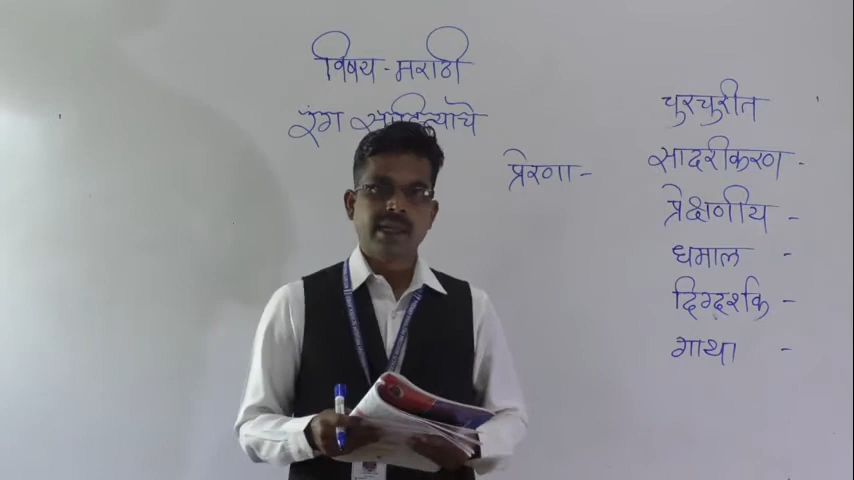 विषय - मराठी
रंग साहित्याचे
प्रेरणा -
चुरचुरीत
सादरीकरण -
प्रेक्षणीय -
धमाल -
दिग्दर्शक -
गाथा -